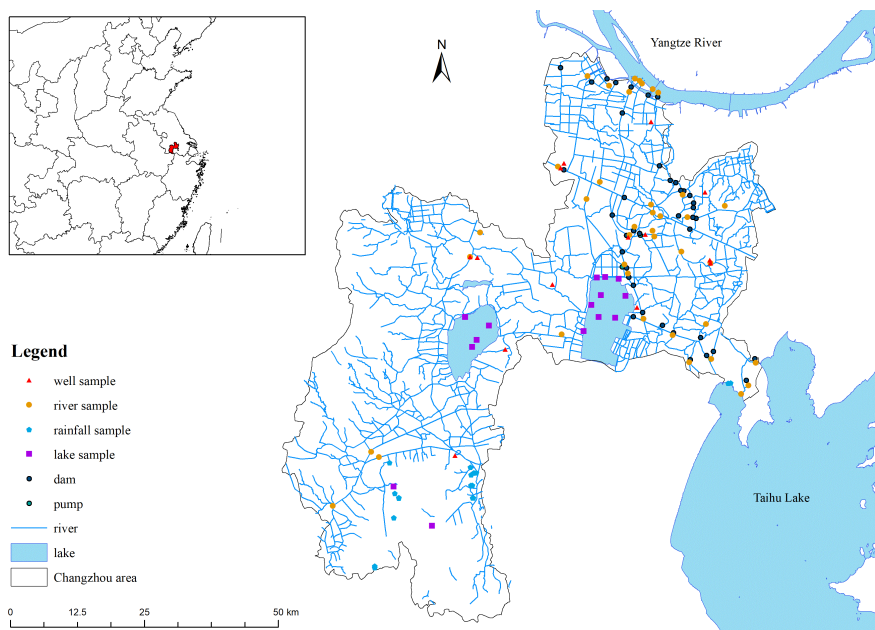 Yangtze River
N
Legend
well sample
river sample
rainfall sample
lake sample
dam
pump
river
lake
Changzhou area
Taihu Lake
0 12.5 25 50 km